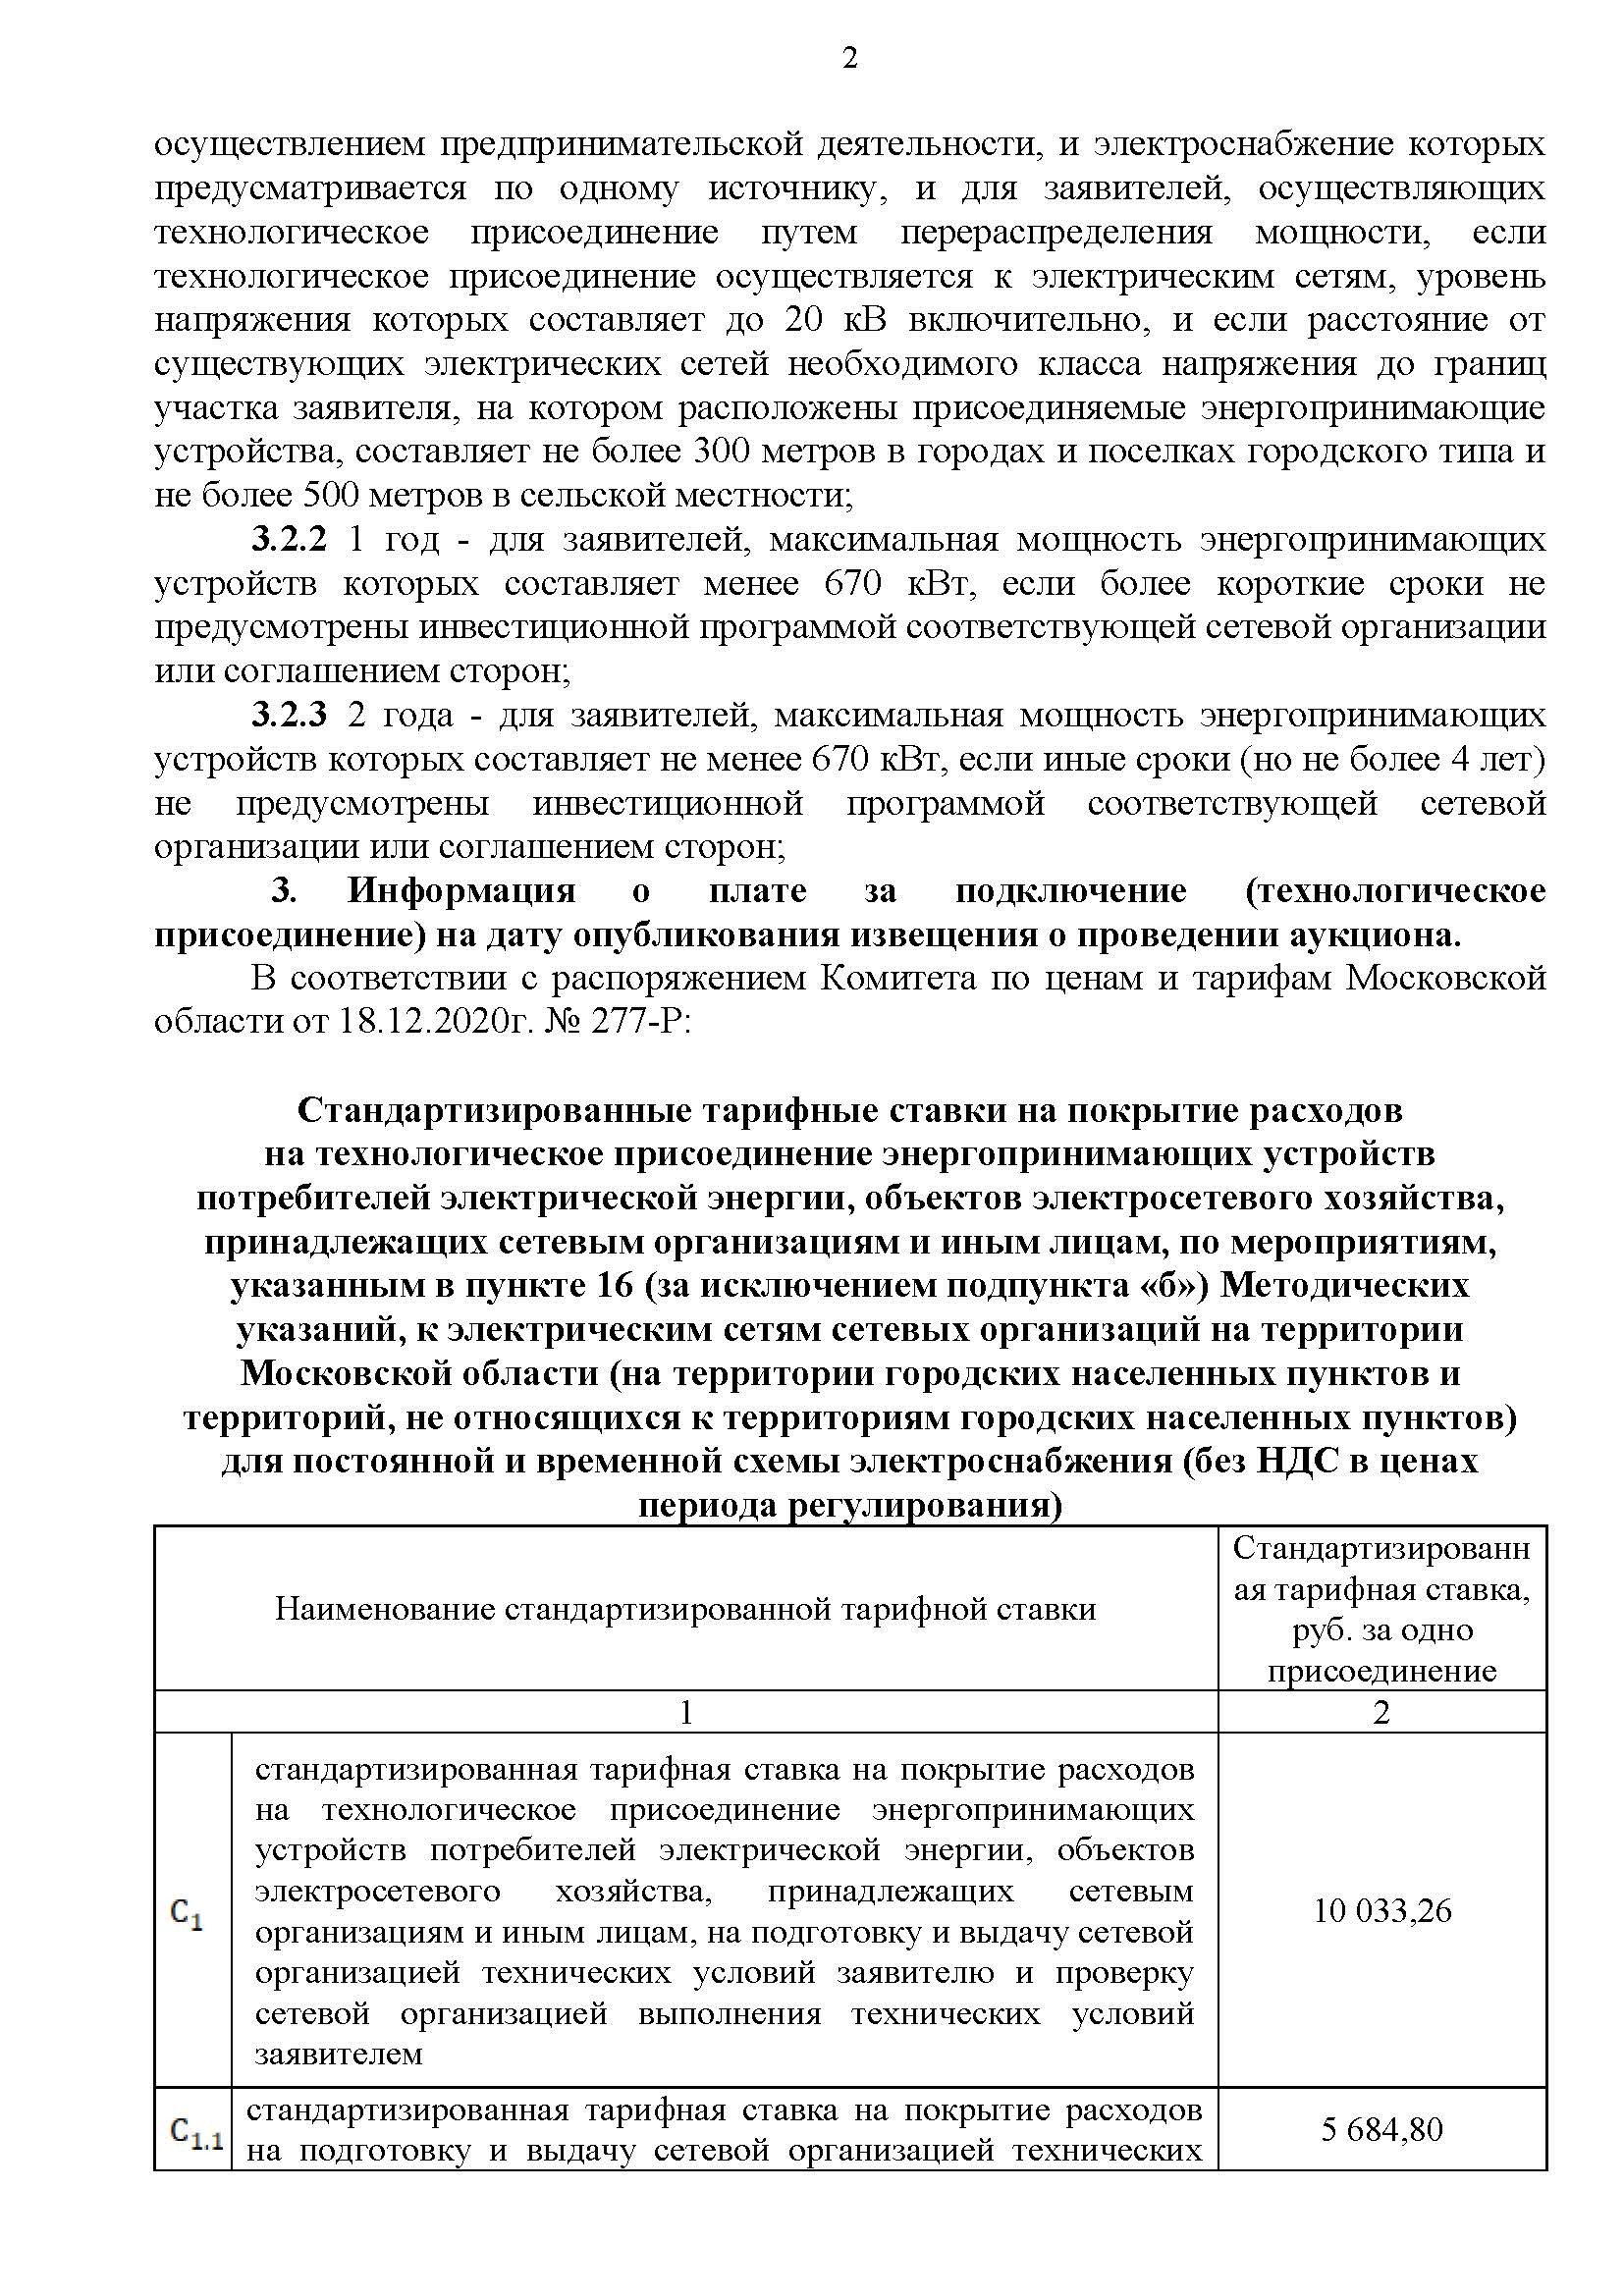 2
осуществлением предпринимательской деятельности, и электроснабжение которых
предусматривается по одному источнику, и для заявителей, осуществляющих
технологическое присоединение путем перераспределения мощности, если
технологическое присоединение осуществляется к электрическим сетям, уровень
напряжения которых составляет до 20 кВ включительно, и если расстояние от
существующих электрических сетей необходимого класса напряжения до границ
участка заявителя, на котором расположены присоединяемые энергопринимающие
устройства, составляет не более 300 метров в городах и поселках городского типа и
не более 500 метров в сельской местности;
3.2.2 1 год - для заявителей, максимальная мощность энергопринимающих
устройств которых составляет менее 670 кВт, если более короткие сроки не
предусмотрены инвестиционной программой соответствующей сетевой организации
или соглашением сторон;
3.2.3 2 года - для заявителей, максимальная мощность энергопринимающих
устройств которых составляет не менее 670 кВт, если иные сроки (но не более 4 лет)
не предусмотрены инвестиционной программой соответствующей сетевой
организации или соглашением сторон;
3. Информация о плате за подключение (технологическое
присоединение) на дату опубликования извещения о проведении аукциона.
В соответствии с распоряжением Комитета по ценам и тарифам Московской
области от 18.12.2020г. № 277-Р:
Стандартизированные тарифные ставки на покрытие расходов
на технологическое присоединение энергопринимающих устройств
потребителей электрической энергии, объектов электросетевого хозяйства,
принадлежащих сетевым организациям и иным лицам, по мероприятиям,
указанным в пункте 16 (за исключением подпункта «б») Методических
указаний, к электрическим сетям сетевых организаций на территории
Московской области (на территории городских населенных пунктов и
территорий, не относящихся к территориям городских населенных пунктов)
для постоянной и временной схемы электроснабжения (без НДС в ценах
периода регулирования)
Наименование стандартизированной тарифной ставки
Стандартизированн
ая тарифная ставка,
руб. за одно
присоединение
1
2
C1
стандартизированная тарифная ставка на покрытие расходов
на технологическое присоединение энергопринимающих
устройств потребителей электрической энергии, объектов
электросетевого хозяйства, принадлежащих сетевым
организациям и иным лицам, на подготовку и выдачу сетевой
организацией технических условий заявителю и проверку
сетевой организацией выполнения технических условий
заявителем
10 033,26
C1.1
стандартизированная тарифная ставка на покрытие расходов
на подготовку и выдачу сетевой организацией технических
5 684,80